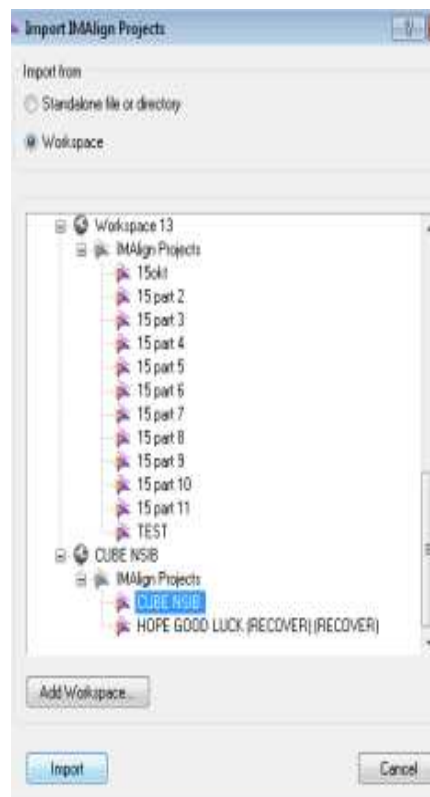 Import IMAlign Projects
Import from
Standalone file or directory
Workspace
Workspace 13
IMAlign Projects
15okt
15 part 2
15 part 3
15 part 4
15 part 5
15 part 6
15 part 7
15 part 8
15 part 9
15 part 10
15 part 11
TEST
CUBE NSIB
IMAlign Projects
CUBE NSIB
HOPE GOOD LUCK (RECOVER) (RECOVER)
Add Workspace...
Import Cancel